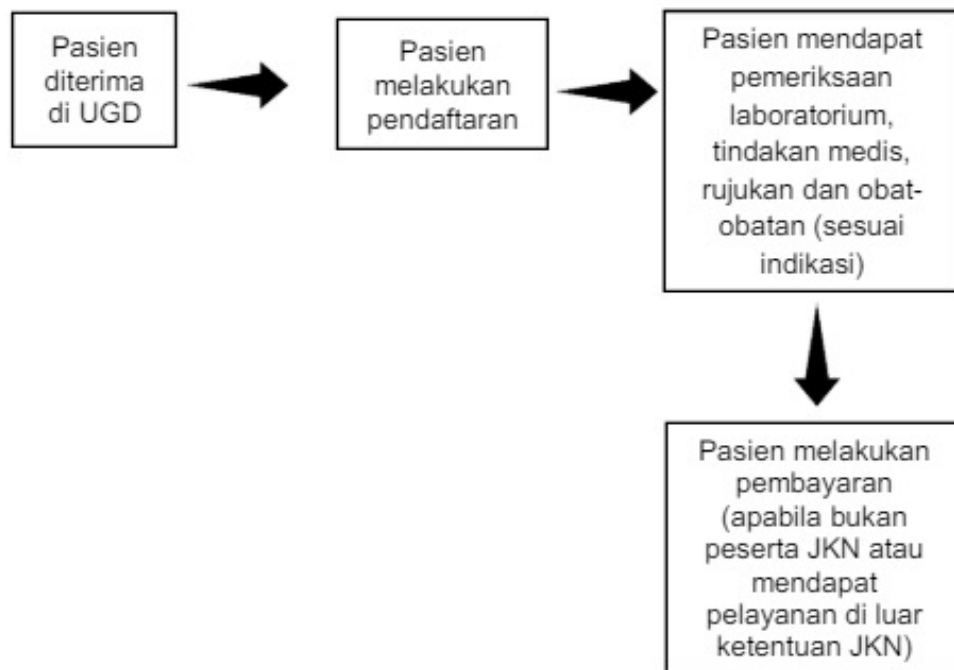 Pasien
diterima
di UGD
Pasien
melakukan
pendaftaran
Pasien mendapat
pemeriksaan
laboratorium,
tindakan medis,
rujukan dan obat-
obatan (sesuai
indikasi)
Pasien melakukan
pembayaran
(apabila bukan
peserta JKN atau
mendapat
pelayanan di luar
ketentuan JKN)